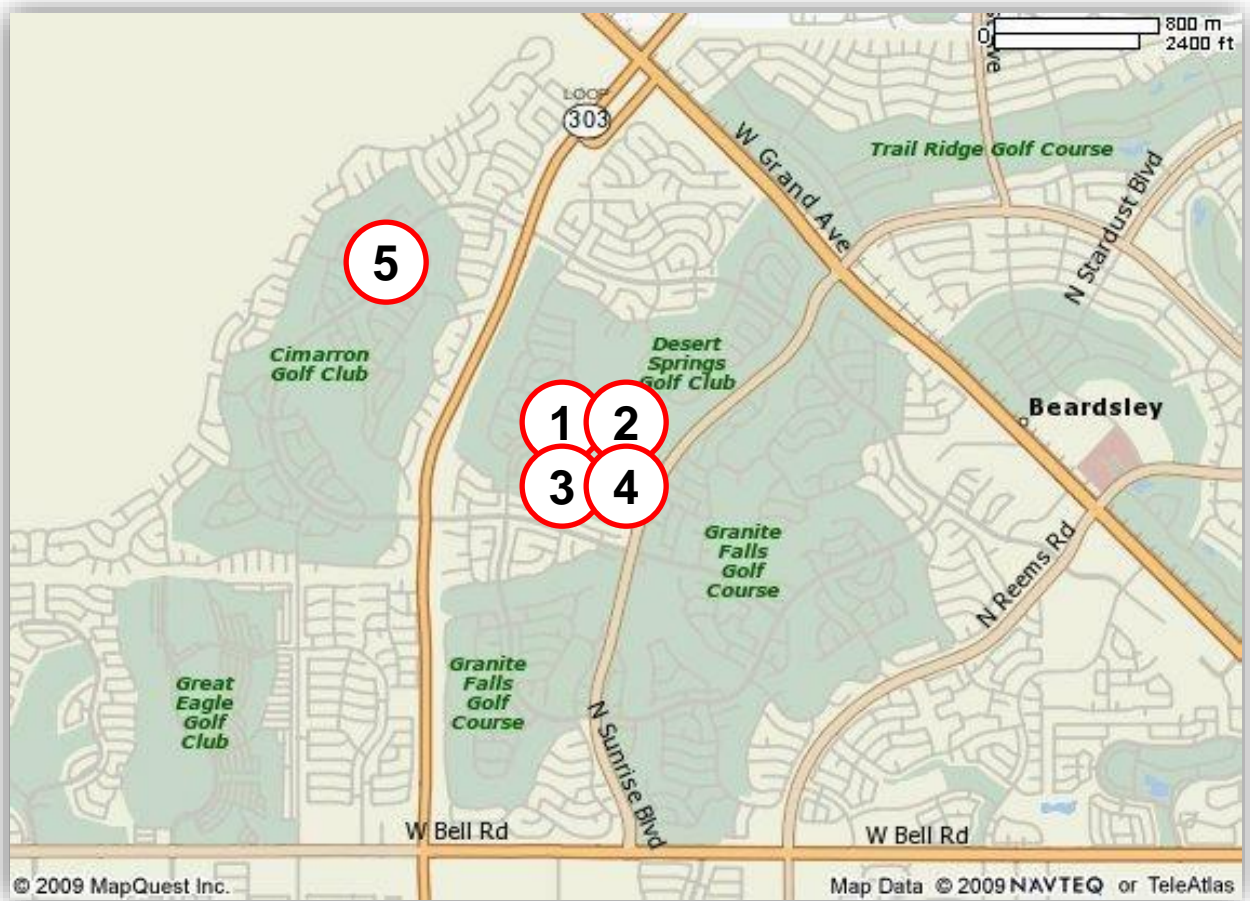 800 m
0
2400 ft
LOOP
303
W Grand Ave
Trail Ridge Golf Course
N Stardust Blvd
5
Cimarron
Golf Club
Desert
Springs
Golf Club
1
2
Beardsley
3
4
Granite
Falls
Golf
Course
N Reems Rd
Granite
Falls
Golf
Course
Great
Eagle
Golf
Club
N Sunrise Blvd
W Bell Rd
W Bell Rd
© 2009 MapQuest Inc.
Map Data © 2009 NAVTEQ or TeleAtlas